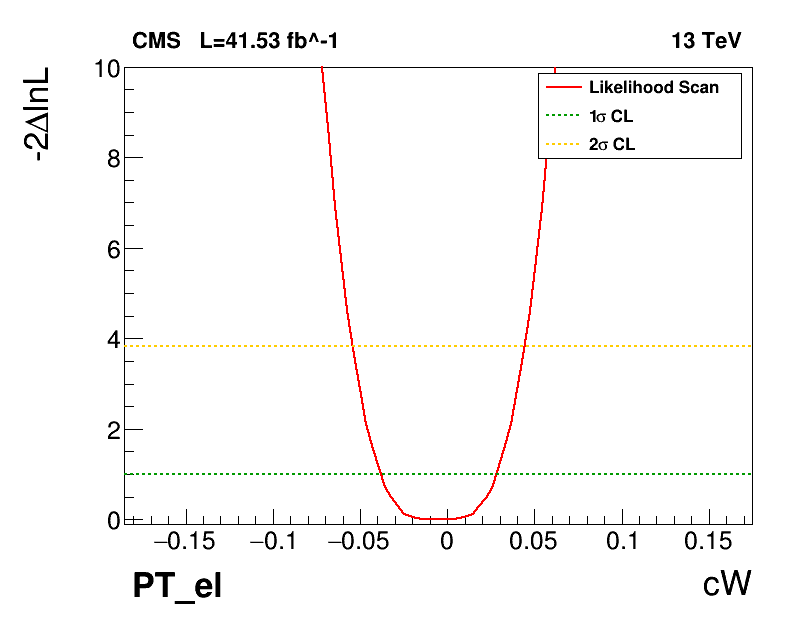 CMS L=41.53 fb^-1 13 TeV
-2ΔlnL
Likelihood Scan
1σ CL
2σ CL
10
8
6
4
2
0
−0.15 −0.1 −0.05 0 0.05 0.1 0.15
PT_el cW